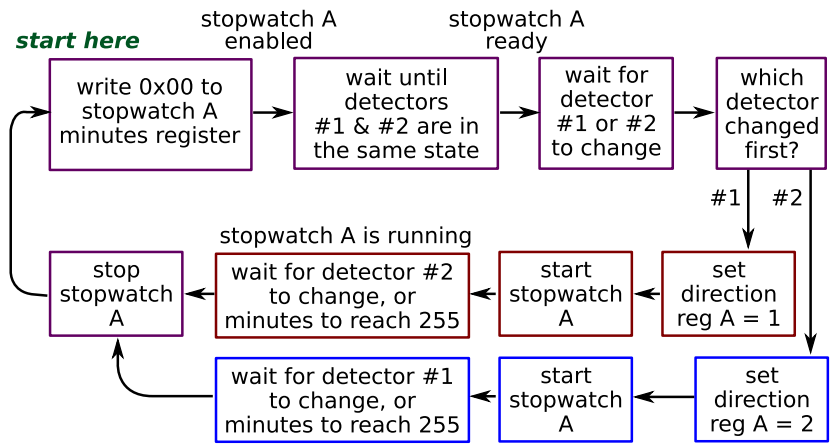 start here
stopwatch A
enabled
stopwatch A
ready
write 0x00 to
stopwatch A
minutes register
wait until
detectors
#1 & #2 are in
the same state
wait for
detector
#1 or #2
to change
which
detector
changed
first?
#1
#2
stopwatch A is running
stop
stopwatch
A
wait for detector #2
to change, or
minutes to reach 255
start
stopwatch
A
set
direction
reg A = 1
wait for detector #1
to change, or
minutes to reach 255
start
stopwatch
A
set
direction
reg A = 2